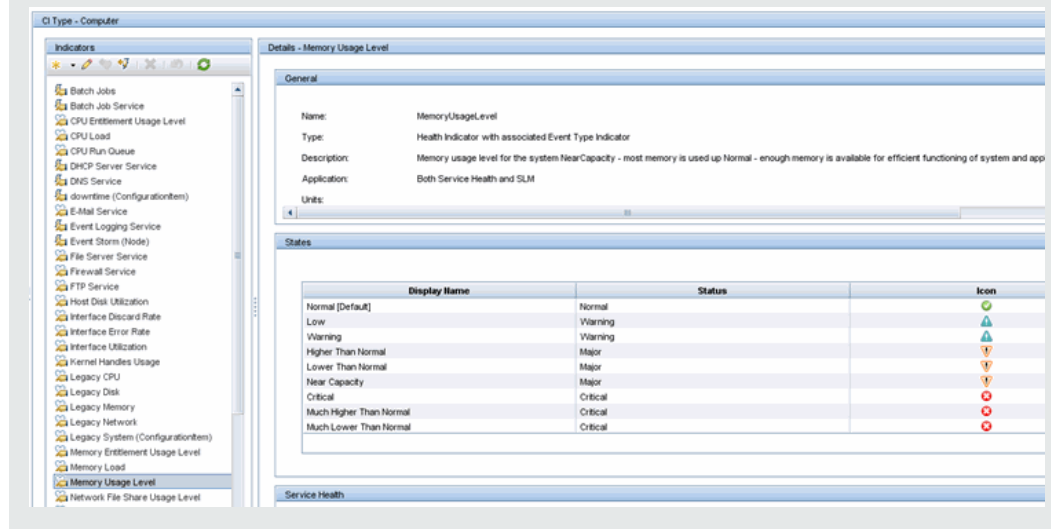 CI Type - Computer
Indicators
Batch Jobs
Batch Job Service
CPU Entitlement Usage Level
CPU Load
CPU Run Queue
DHCP Server Service
DNS Service
downtime (ConfigurationItem)
E-Mail Service
Event Logging Service
Event Storm (Node)
File Server Service
Firewall Service
FTP Service
Host Disk Utilization
Interface Discard Rate
Interface Error Rate
Interface Utilization
Kernel Handles Usage
Legacy CPU
Legacy Disk
Legacy Memory
Legacy Network
Legacy System (ConfigurationItem)
Memory Entitlement Usage Level
Memory Load
Memory Usage Level
Network File Share Usage Level
Details - Memory Usage Level
General
Name: MemoryUsageLevel
Type: Health Indicator with associated Event Type Indicator
Description: Memory usage level for the system NearCapacity - most memory is used up Normal - enough memory is available for efficient functioning of system and app
Application: Both Service Health and SLM
Units:
States
Display Name Status Icon
Normal [Default] Normal
Low Warning
Warning Warning
Higher Than Normal Major
Lower Than Normal Major
Near Capacity Major
Critical Critical
Much Higher Than Normal Critical
Much Lower Than Normal Critical
Service Health